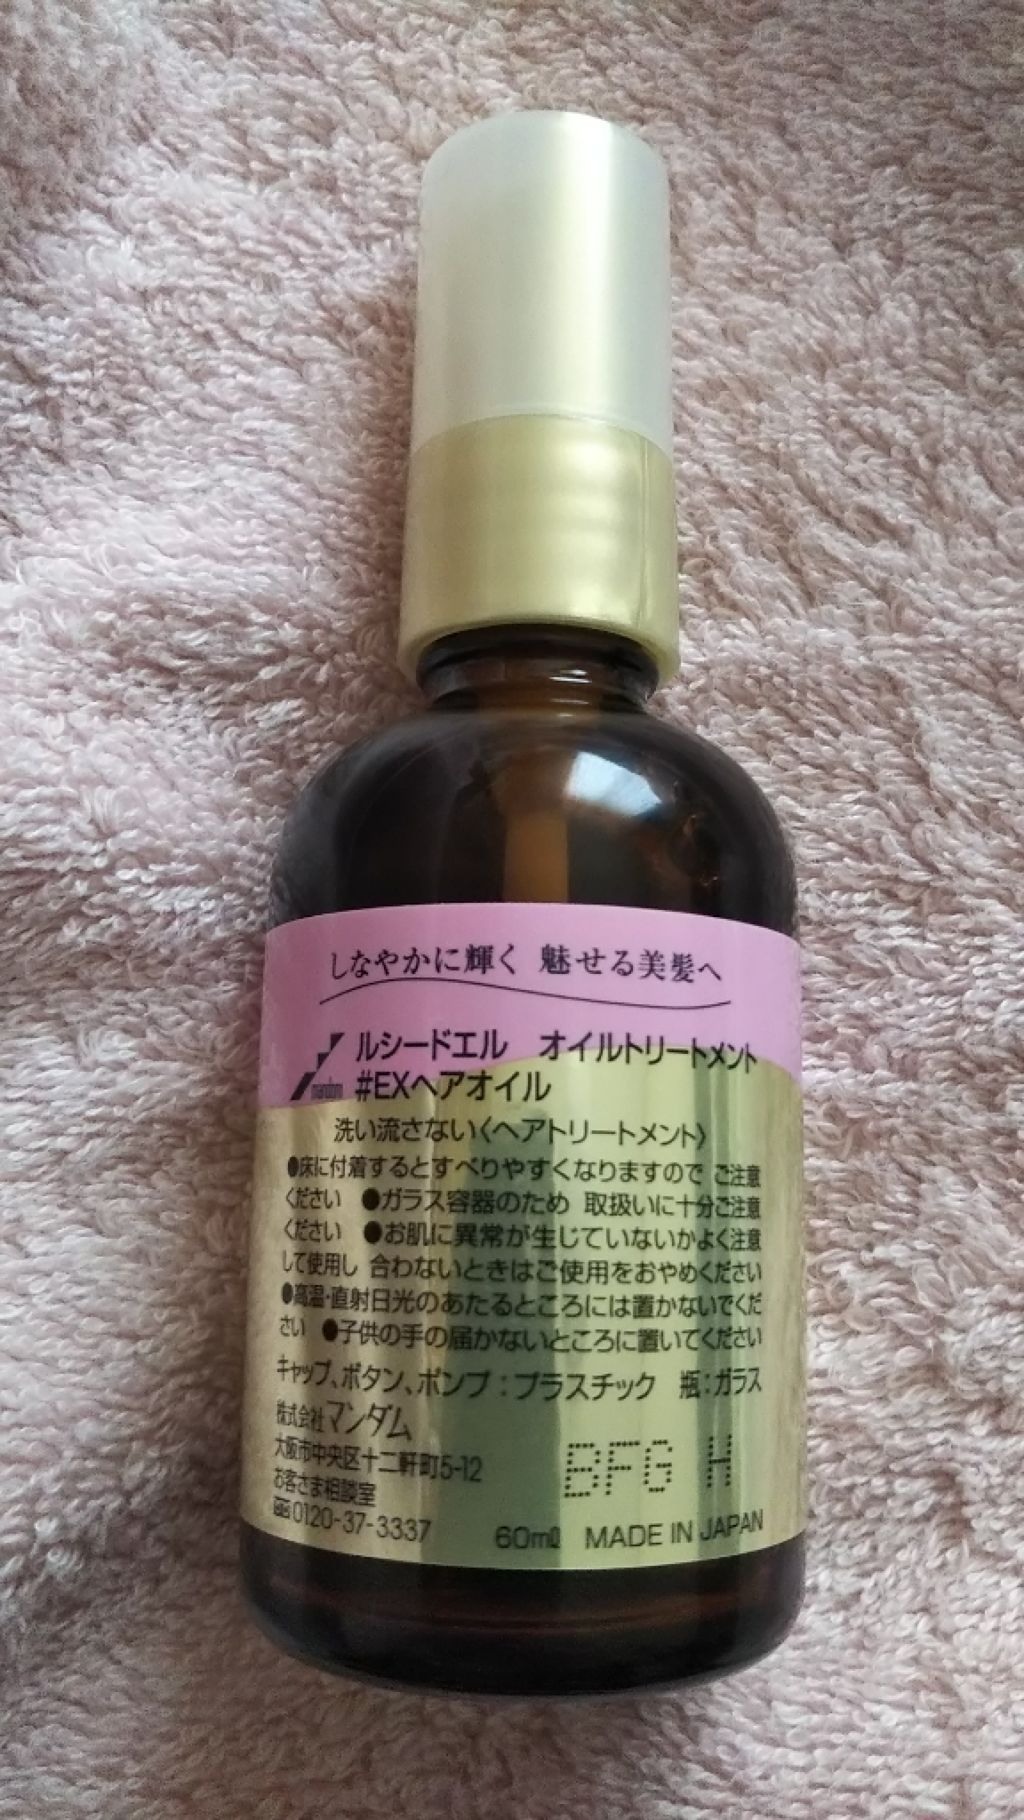 しなやかに輝く 魅せる美髪へ
mandom
ルシードエル オイルトリートメント
#EXヘアオイル
洗い流さない〈ヘアトリートメント〉
●床に付着するとすべりやすくなりますので ご注意
ください ●ガラス容器のため 取扱いに十分ご注意
ください ●お肌に異常が生じていないかよく注意
して使用し 合わないときはご使用をおやめください
●高温・直射日光のあたるところには置かないでくだ
さい ●子供の手の届かないところに置いてください
キャップ、ボタン、ポンプ：プラスチック 瓶：ガラス
株式会社マンダム
大阪市中央区十二軒町5-12
お客さま相談室
0120-37-3337
BFG H
60mℓ MADE IN JAPAN